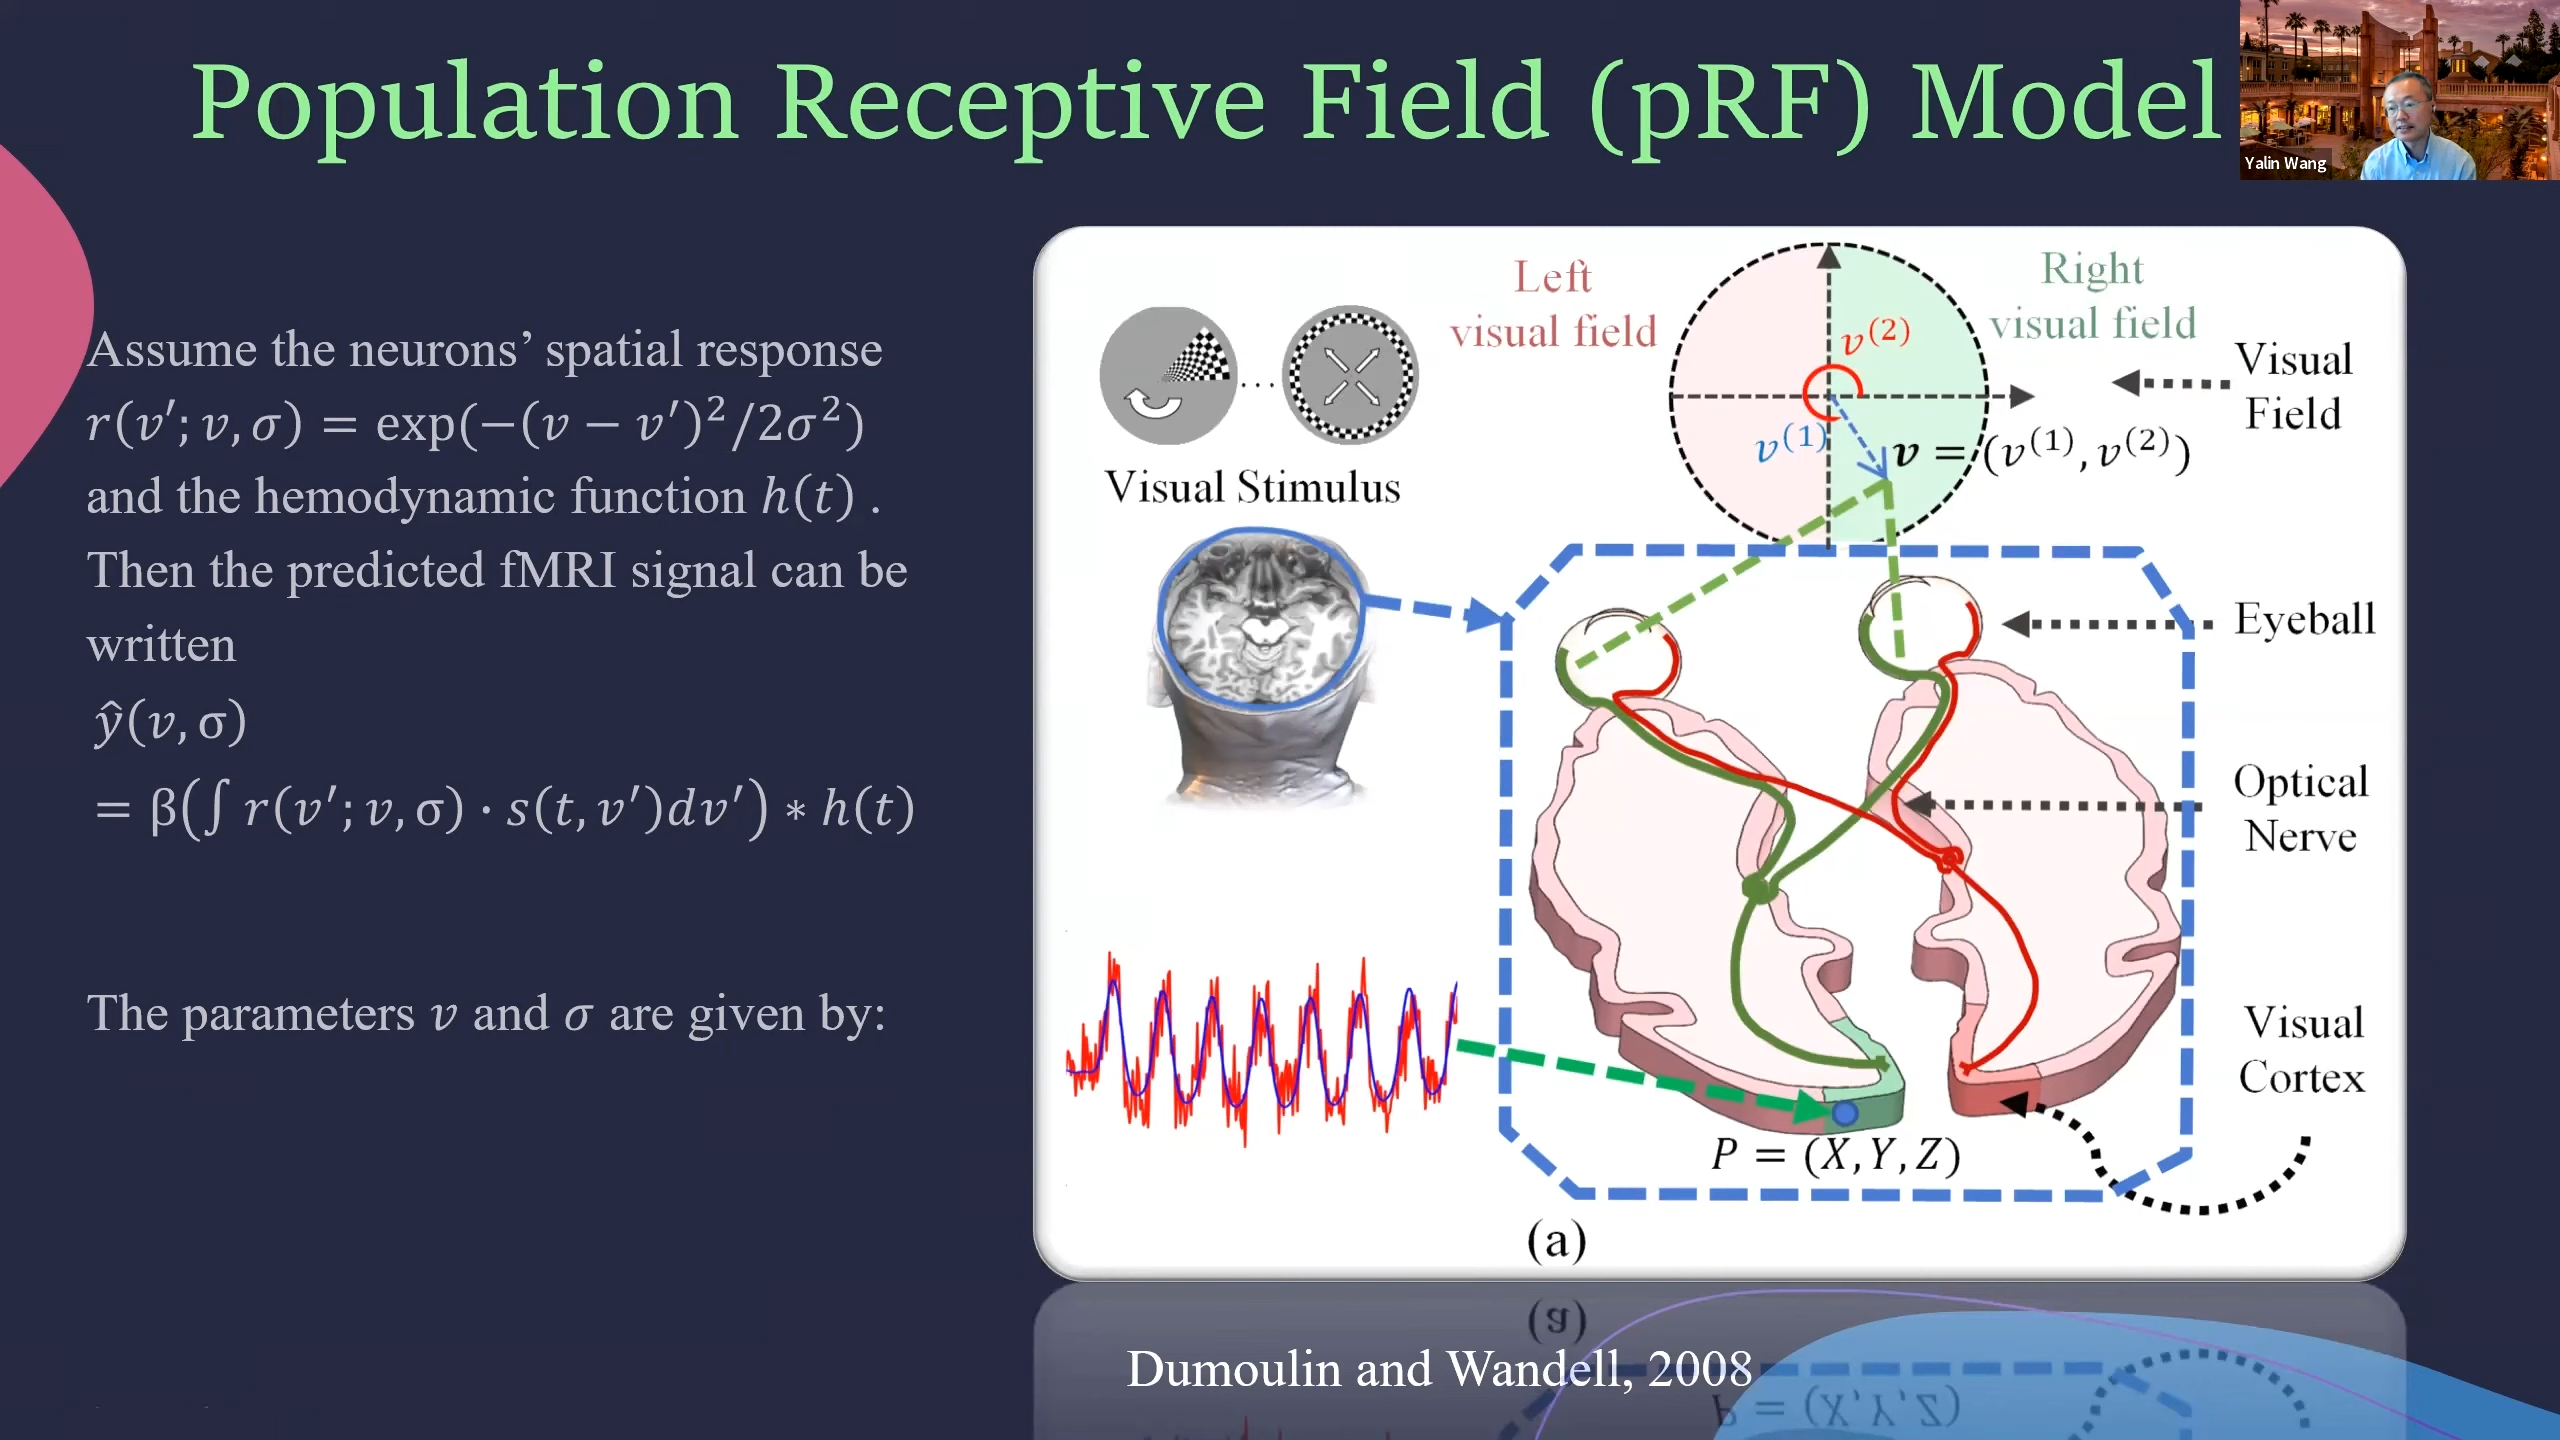 Population Receptive Field (pRF) Model
Yalin Wang
Assume the neurons’ spatial response
r(v′; v, σ) = exp(−(v − v′)²/2σ²)
and the hemodynamic function h(t) .
Then the predicted fMRI signal can be
written
ŷ(v, σ)
= β(∫ r(v′; v, σ) · s(t, v′)dv′) ∗ h(t)
The parameters v and σ are given by:
Left
visual field
Right
visual field
v⁽²⁾
v⁽¹⁾
v = (v⁽¹⁾, v⁽²⁾)
Visual
Field
...
Visual Stimulus
Eyeball
Optical
Nerve
Visual
Cortex
P = (X, Y, Z)
(a)
(a)
Dumoulin and Wandell, 2008
P = (X, Y, Z)